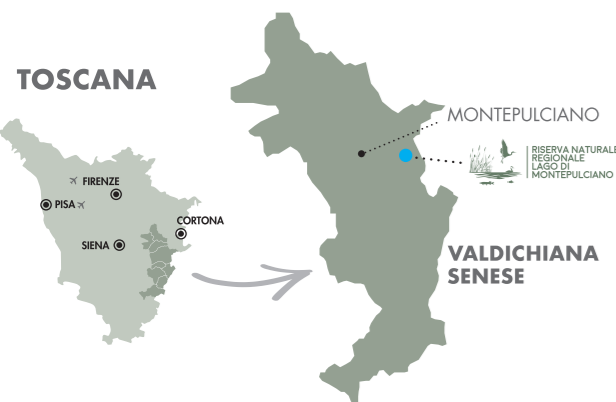 TOSCANA
FIRENZE
PISA
CORTONA
SIENA
MONTEPULCIANO
RISERVA NATURALE
REGIONALE
LAGO DI
MONTEPULCIANO
VALDICHIANA
SENESE